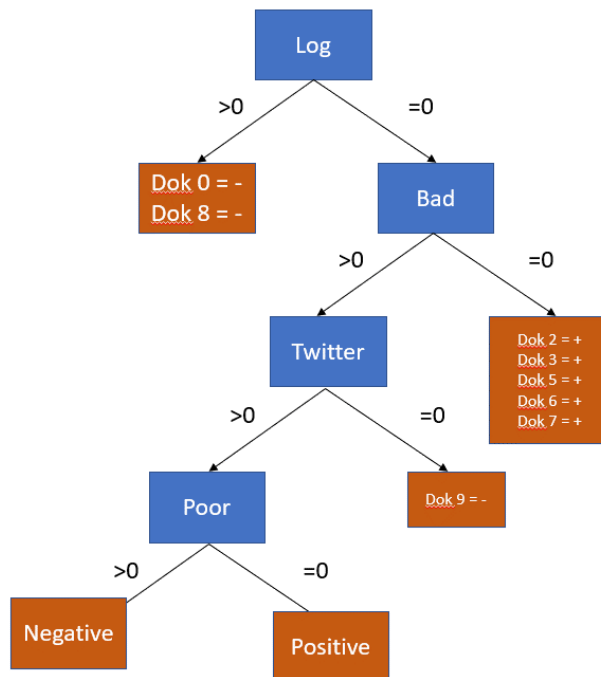 Log
>0
=0
Dok 0 = -
Dok 8 = -
Bad
>0
=0
Twitter
Dok 2 = +
Dok 3 = +
Dok 5 = +
Dok 6 = +
Dok 7 = +
>0
=0
Poor
Dok 9 = -
>0
=0
Negative
Positive